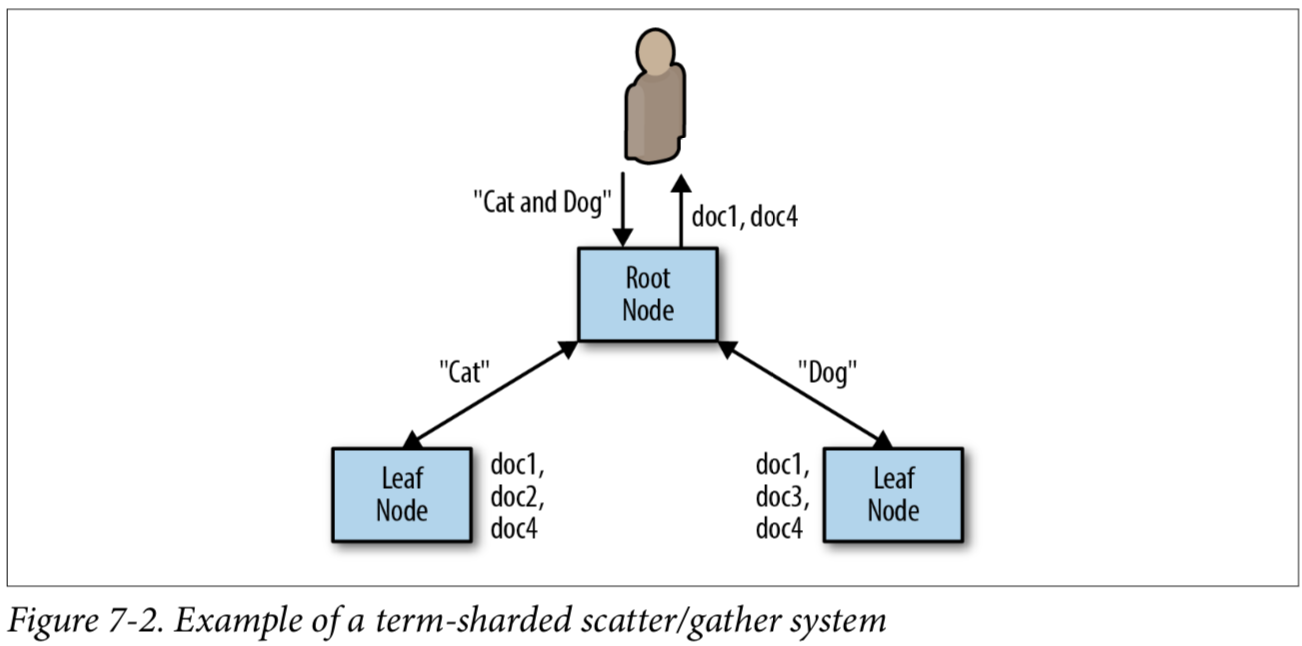 "Cat and Dog"
doc1, doc4
Root
Node
"Cat"
"Dog"
Leaf
Node
doc1,
doc2,
doc4
doc1,
doc3,
doc4
Leaf
Node
Figure 7-2. Example of a term-sharded scatter/gather system